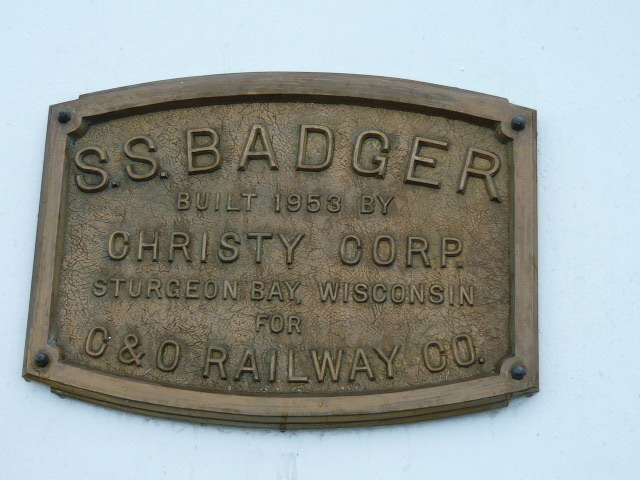 S.S. BADGER
BUILT 1953 BY
CHRISTY CORP.
STURGEON BAY, WISCONSIN
FOR
C & O RAILWAY CO.